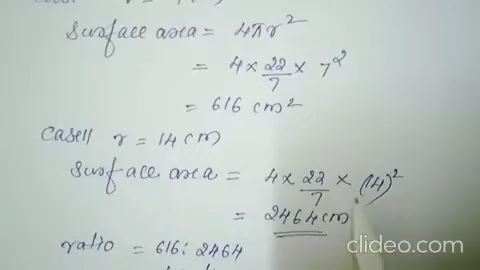 Surface area = 4πr²
= 4 × 22/7 × 7²
= 616 cm²
Case II r = 14 cm
Surface area = 4 × 22/7 × (14)²
= 2464 cm
ratio = 616 : 2464
clideo.com